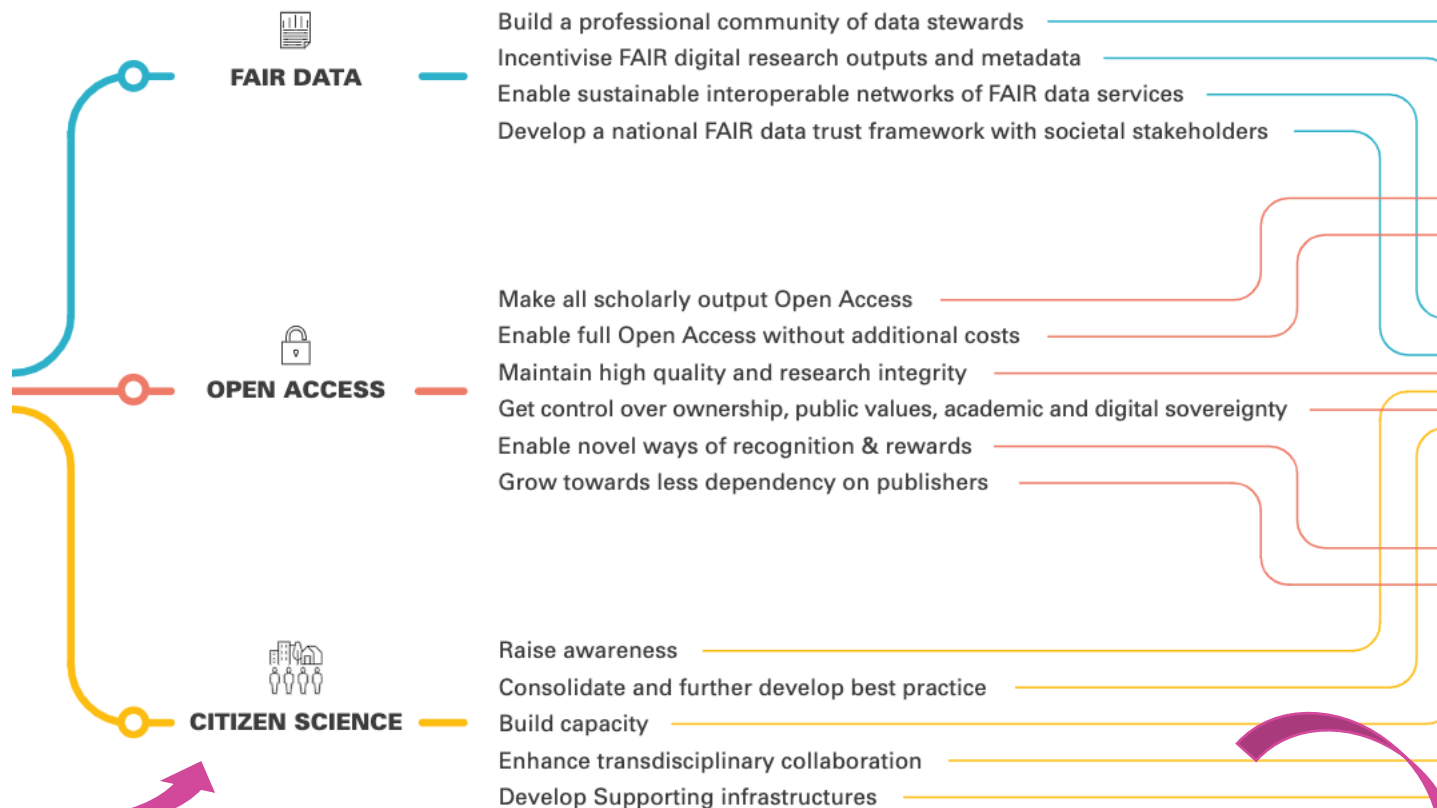 FAIR DATA
Build a professional community of data stewards
Incentivise FAIR digital research outputs and metadata
Enable sustainable interoperable networks of FAIR data services
Develop a national FAIR data trust framework with societal stakeholders
OPEN ACCESS
Make all scholarly output Open Access
Enable full Open Access without additional costs
Maintain high quality and research integrity
Get control over ownership, public values, academic and digital sovereignty
Enable novel ways of recognition & rewards
Grow towards less dependency on publishers
CITIZEN SCIENCE
Raise awareness
Consolidate and further develop best practice
Build capacity
Enhance transdisciplinary collaboration
Develop Supporting infrastructures